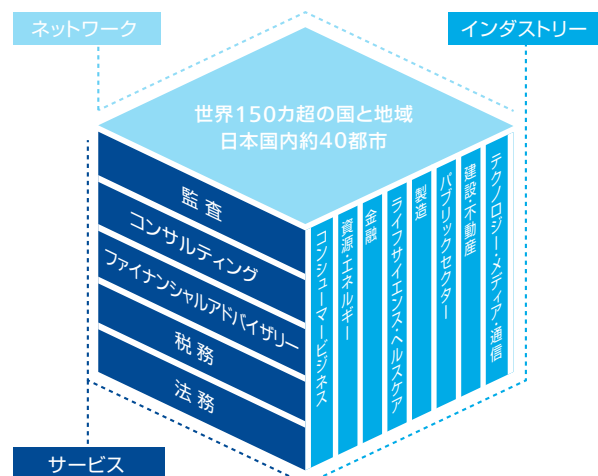 ネットワーク
インダストリー
世界150カ超の国と地域
日本国内約40都市
監査
コンサルティング
ファイナンシャルアドバイザリー
税務
法務
コンシューマービジネス
資源・エネルギー
金融
ライフサイエンス・ヘルスケア
製造
パブリックセクター
建設・不動産
テクノロジー・メディア・通信
サービス